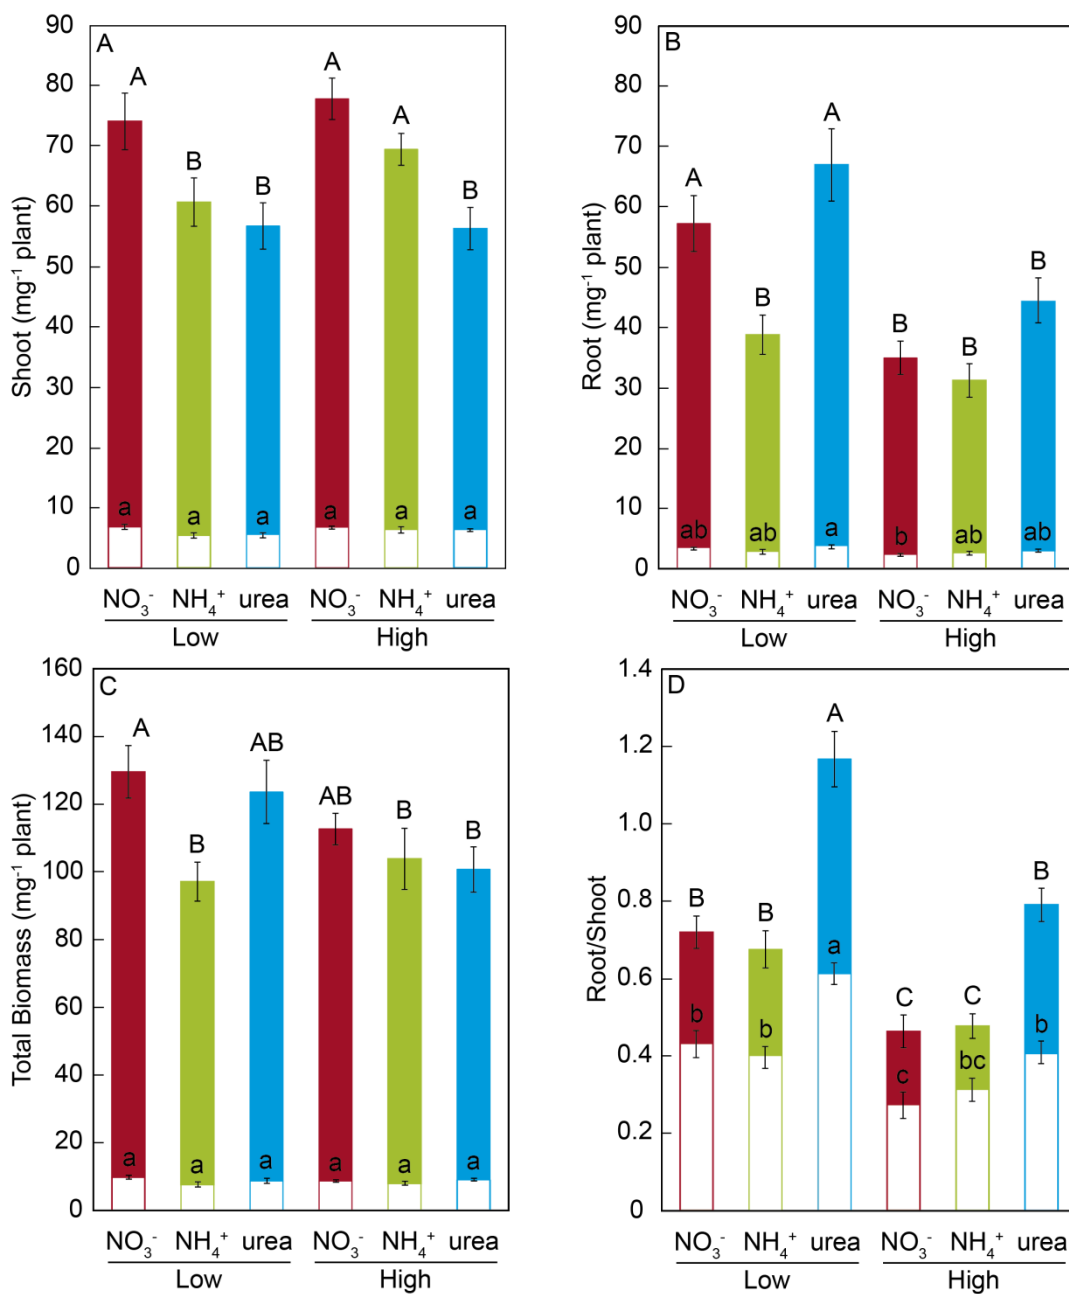 A
90
80
70
60
50
40
30
20
10
0
Shoot (mg⁻¹ plant)
A
B
B
A
A
B
a
a
a
a
a
a
NO₃⁻ NH₄⁺ urea NO₃⁻ NH₄⁺ urea
Low High
B
90
80
70
60
50
40
30
20
10
0
Root (mg⁻¹ plant)
A
B
A
B
B
B
ab
ab
a
b
ab
ab
NO₃⁻ NH₄⁺ urea NO₃⁻ NH₄⁺ urea
Low High
C
160
140
120
100
80
60
40
20
0
Total Biomass (mg⁻¹ plant)
A
B
AB
AB
B
B
a
a
a
a
a
a
NO₃⁻ NH₄⁺ urea NO₃⁻ NH₄⁺ urea
Low High
D
1.4
1.2
1.0
0.8
0.6
0.4
0.2
0
Root/Shoot
B
B
A
C
C
B
b
b
a
c
bc
b
NO₃⁻ NH₄⁺ urea NO₃⁻ NH₄⁺ urea
Low High